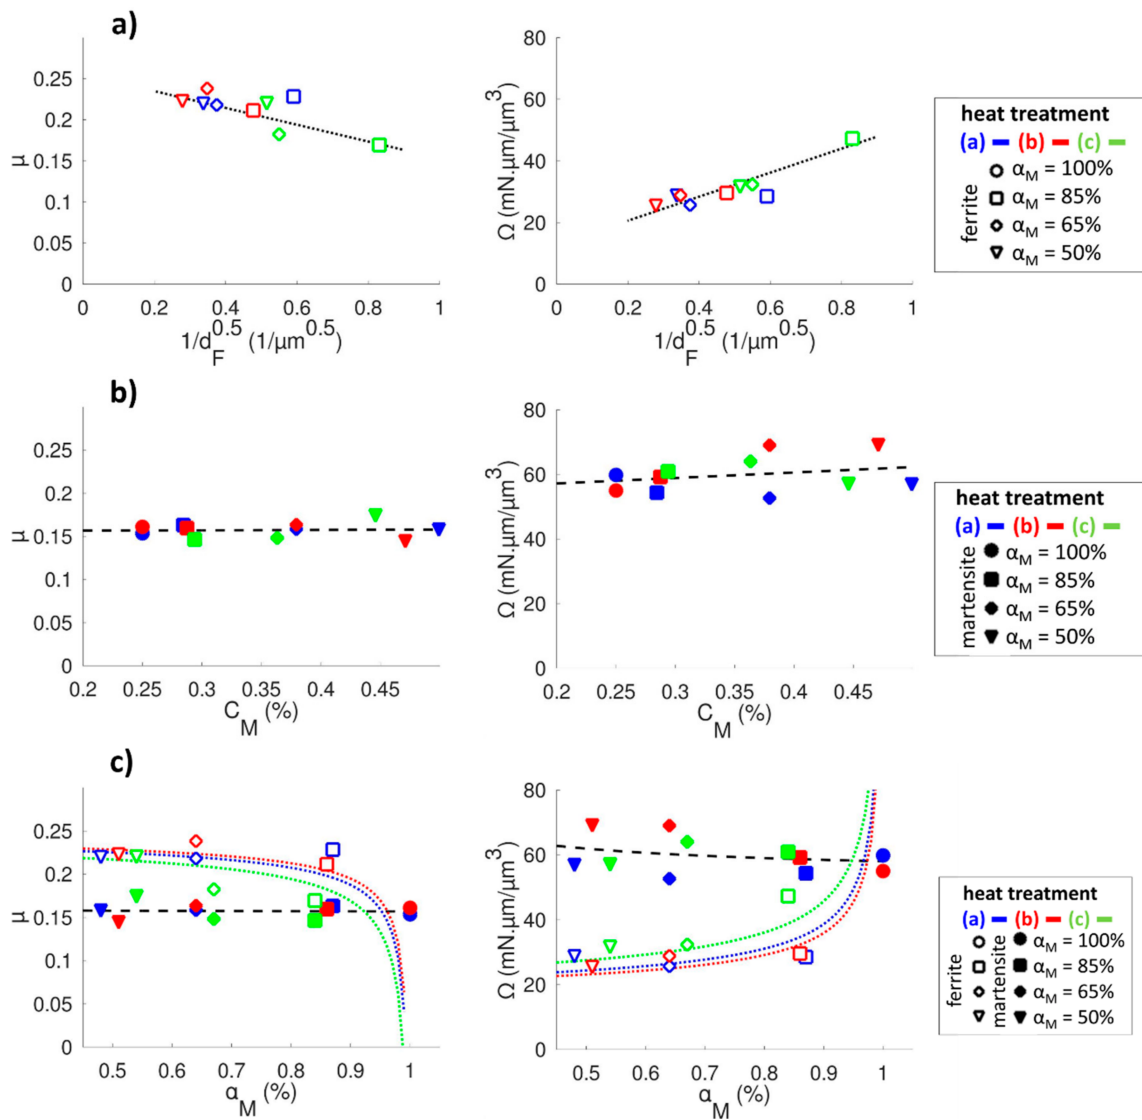 a)
0.25
0.2
0.15
0.1
0.05
0
μ
0 0.2 0.4 0.6 0.8 1
1/d_F^0.5 (1/μm^0.5)
80
60
40
20
0
Ω (mN.μm/μm³)
0 0.2 0.4 0.6 0.8 1
1/d_F^0.5 (1/μm^0.5)
heat treatment
(a) (b) (c)
ferrite
α_M = 100%
α_M = 85%
α_M = 65%
α_M = 50%
b)
0.25
0.2
0.15
0.1
0.05
0
μ
0.2 0.25 0.3 0.35 0.4 0.45
C_M (%)
80
60
40
20
0
Ω (mN.μm/μm³)
0.2 0.25 0.3 0.35 0.4 0.45
C_M (%)
heat treatment
(a) (b) (c)
martensite
α_M = 100%
α_M = 85%
α_M = 65%
α_M = 50%
c)
0.25
0.2
0.15
0.1
0.05
0
μ
0.5 0.6 0.7 0.8 0.9 1
α_M (%)
80
60
40
20
0
Ω (mN.μm/μm³)
0.5 0.6 0.7 0.8 0.9 1
α_M (%)
heat treatment
(a) (b) (c)
ferrite
martensite
α_M = 100%
α_M = 85%
α_M = 65%
α_M = 50%